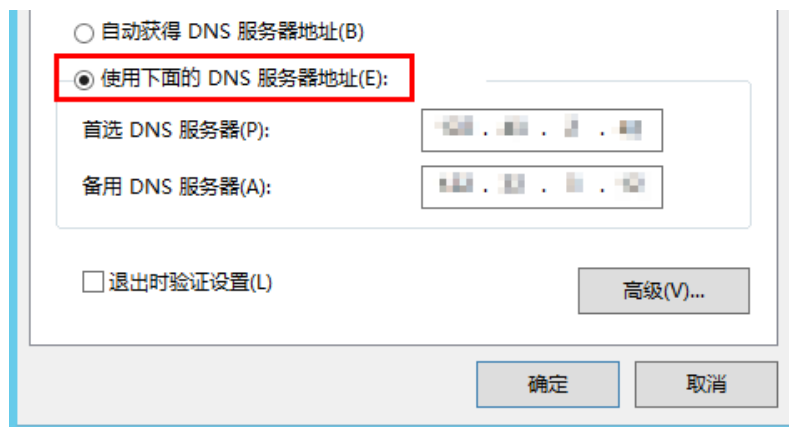 自动获得 DNS 服务器地址(B)
使用下面的 DNS 服务器地址(E):
首选 DNS 服务器(P):
备用 DNS 服务器(A):
退出时验证设置(L)
高级(V)...
确定 取消